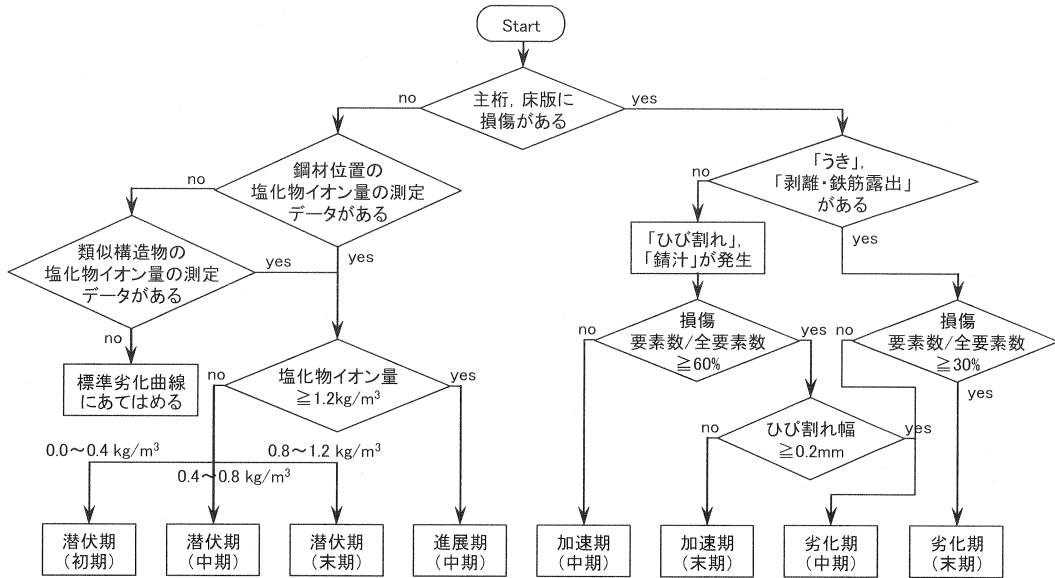 Start
主桁，床版に
損傷がある
no
yes
鋼材位置の
塩化物イオン量の測定
データがある
no
yes
「うき」，
「剥離・鉄筋露出」
がある
no
yes
類似構造物の
塩化物イオン量の測定
データがある
yes
no
「ひび割れ」，
「錆汁」が発生
標準劣化曲線
にあてはめる
塩化物イオン量
≧1.2kg/m³
no
yes
損傷
要素数/全要素数
≧60%
no
yes
損傷
要素数/全要素数
≧30%
no
yes
ひび割れ幅
≧0.2mm
no
yes
0.0～0.4 kg/m³
0.4～0.8 kg/m³
0.8～1.2 kg/m³
潜伏期
(初期)
潜伏期
(中期)
潜伏期
(末期)
進展期
(中期)
加速期
(中期)
加速期
(末期)
劣化期
(中期)
劣化期
(末期)